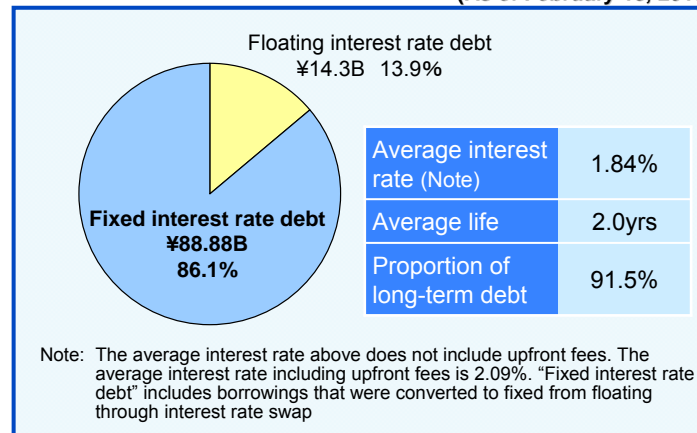 Floating interest rate debt
¥14.3B 13.9%
Fixed interest rate debt
¥88.88B
86.1%
Average interest
rate (Note)
1.84%
Average life
2.0yrs
Proportion of
long-term debt
91.5%
Note: The average interest rate above does not include upfront fees. The
average interest rate including upfront fees is 2.09%. “Fixed interest rate
debt” includes borrowings that were converted to fixed from floating
through interest rate swap